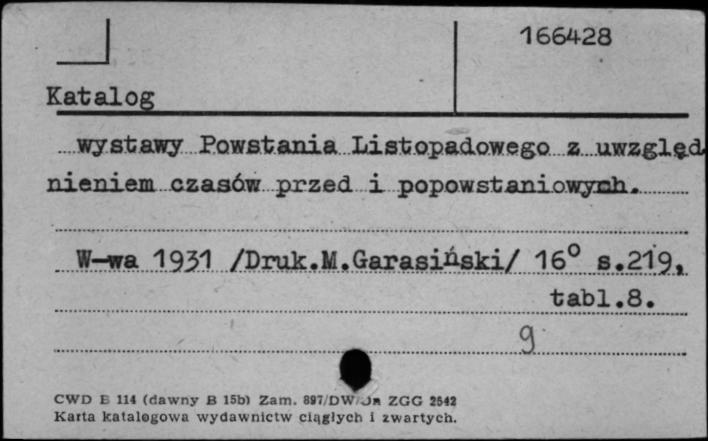 166428
Katalog
wystawy Powstania Listopadowego z uwzględ
nieniem czasów przed i popowstaniowych.
W-wa 1931 /Druk.M.Garasiński/ 16° s.219,
tabl.8.
g
CWD B 114 (dawny B 15b) Zam. 897/DW/ ZGG 2542
Karta katalogowa wydawnictw ciągłych i zwartych.